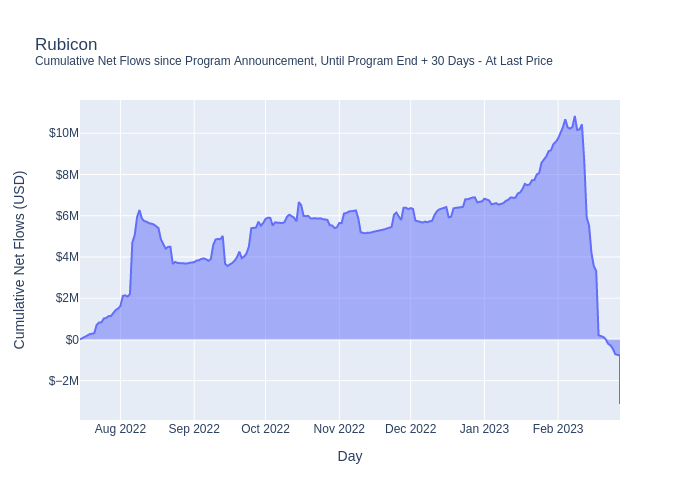 Rubicon
Cumulative Net Flows since Program Announcement, Until Program End + 30 Days - At Last Price
Cumulative Net Flows (USD)
$10M
$8M
$6M
$4M
$2M
$0
$−2M
Aug 2022
Sep 2022
Oct 2022
Nov 2022
Dec 2022
Jan 2023
Feb 2023
Day